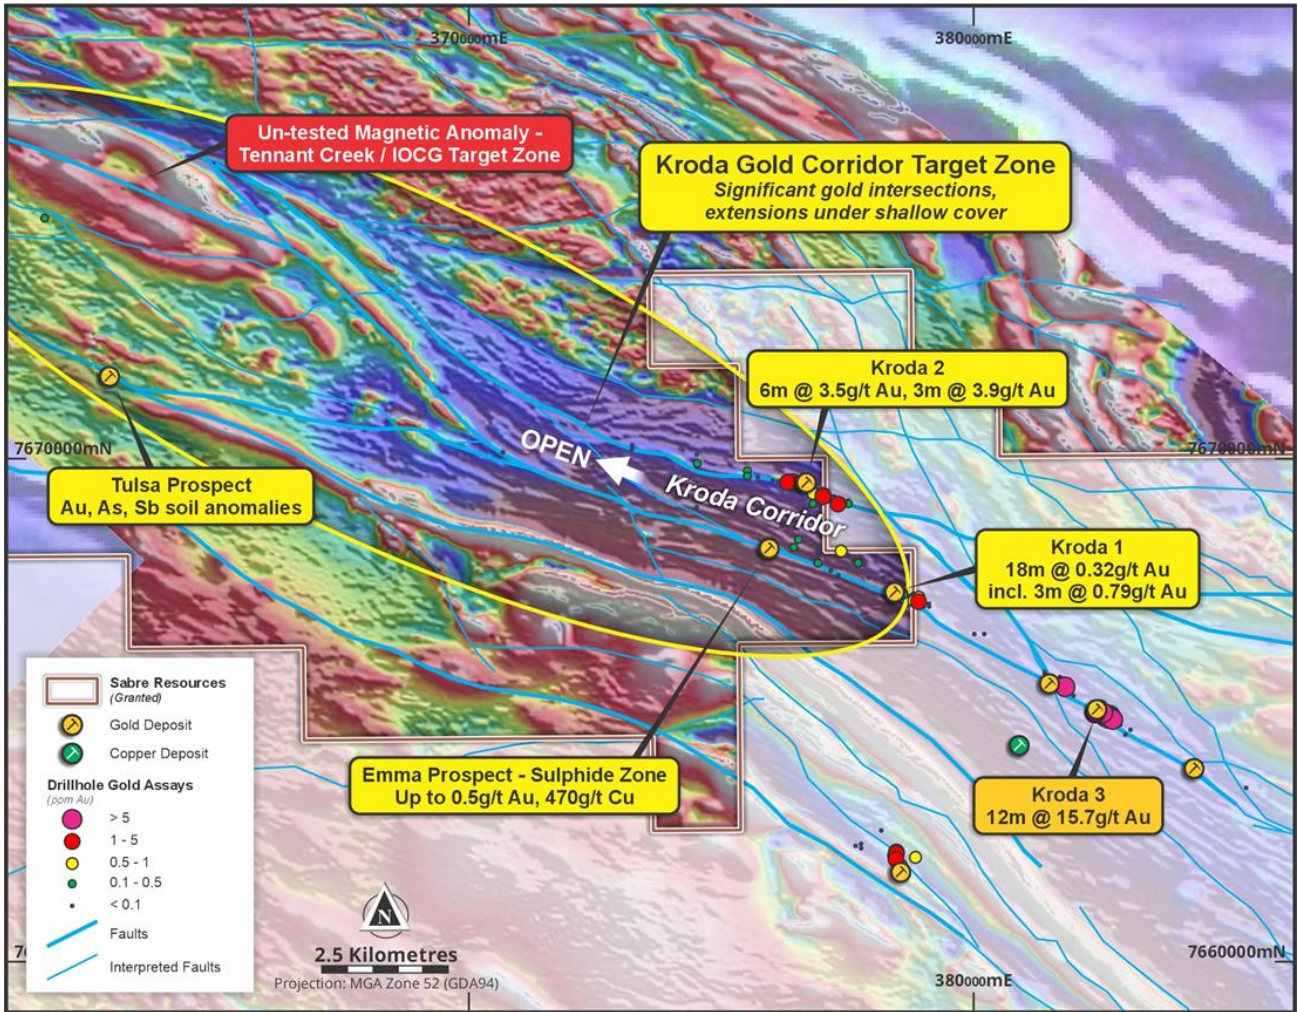 370000mE
380000mE
Un-tested Magnetic Anomaly -
Tennant Creek / IOCG Target Zone
Kroda Gold Corridor Target Zone
Significant gold intersections,
extensions under shallow cover
Kroda 2
6m @ 3.5g/t Au, 3m @ 3.9g/t Au
7670000mN
7670000mN
OPEN
Kroda Corridor
Tulsa Prospect
Au, As, Sb soil anomalies
Kroda 1
18m @ 0.32g/t Au
incl. 3m @ 0.79g/t Au
Emma Prospect - Sulphide Zone
Up to 0.5g/t Au, 470g/t Cu
Kroda 3
12m @ 15.7g/t Au
Sabre Resources
(Granted)
Gold Deposit
Copper Deposit
Drillhole Gold Assays
(ppm Au)
> 5
1 - 5
0.5 - 1
0.1 - 0.5
< 0.1
Faults
Interpreted Faults
N
2.5 Kilometres
Projection: MGA Zone 52 (GDA94)
7660000mN
380000mE